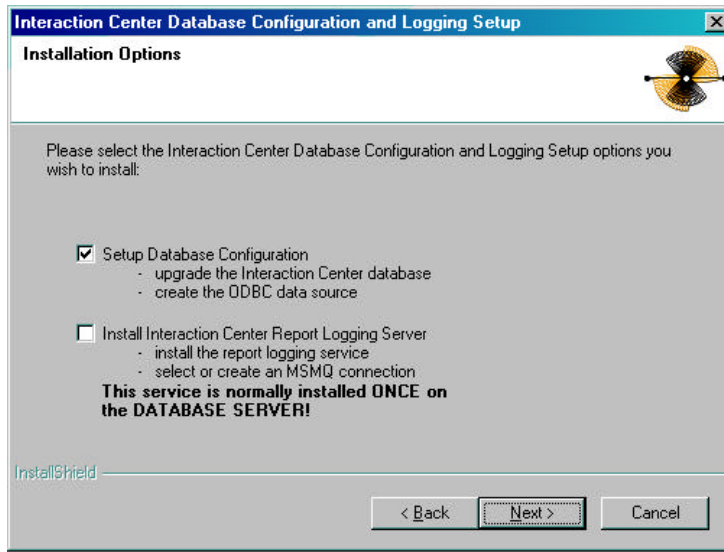 Interaction Center Database Configuration and Logging Setup
Installation Options
Please select the Interaction Center Database Configuration and Logging Setup options you
wish to install:
Setup Database Configuration
- upgrade the Interaction Center database
- create the ODBC data source
Install Interaction Center Report Logging Server
- install the report logging service
- select or create an MSMQ connection
This service is normally installed ONCE on
the DATABASE SERVER!
InstallShield
< Back Next > Cancel